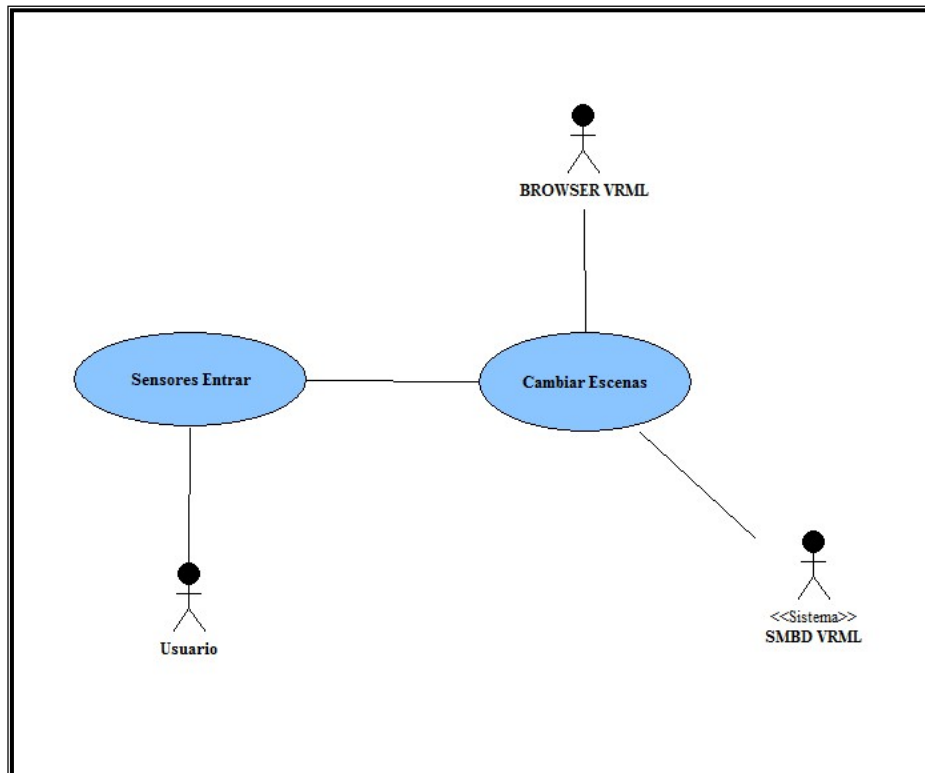 BROWSER VRML
Sensores Entrar
Cambiar Escenas
Usuario
<<Sistema>>
SMBD VRML